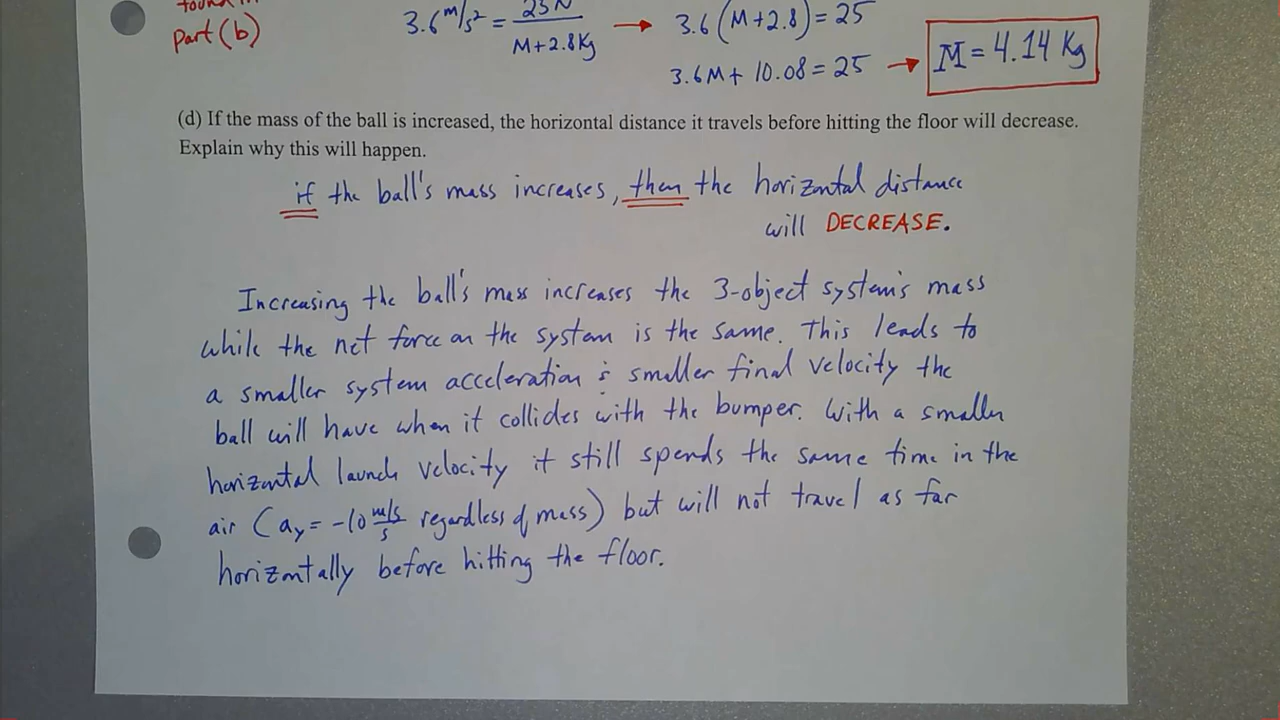 found in
part (b)
3.6 m/s² = 25 N / M+2.8 Kg → 3.6 (M+2.8) = 25
3.6M + 10.08 = 25 → M = 4.14 Kg
(d) If the mass of the ball is increased, the horizontal distance it travels before hitting the floor will decrease.
Explain why this will happen.
if the ball's mass increases, then the horizontal distance
will DECREASE.
Increasing the ball's mass increases the 3-object system's mass
while the net force on the system is the same. This leads to
a smaller system acceleration & smaller final velocity the
ball will have when it collides with the bumper. With a smaller
horizontal launch velocity it still spends the same time in the
air (ay = -10 m/s/s regardless of mass) but will not travel as far
horizontally before hitting the floor.